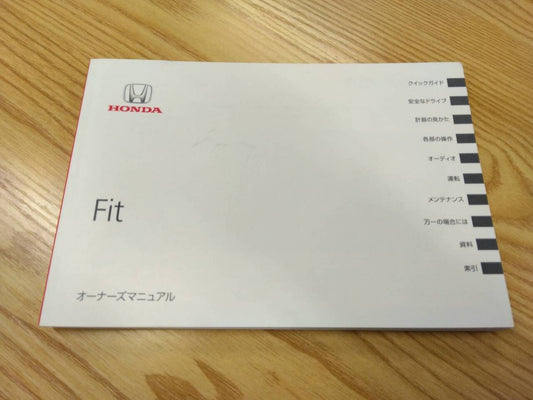 HONDA
Fit
オーナーズマニュアル
クイックガイド
安全なドライブ
計器の見かた
各部の操作
オーディオ
運転
メンテナンス
万一の場合には
資料
索引